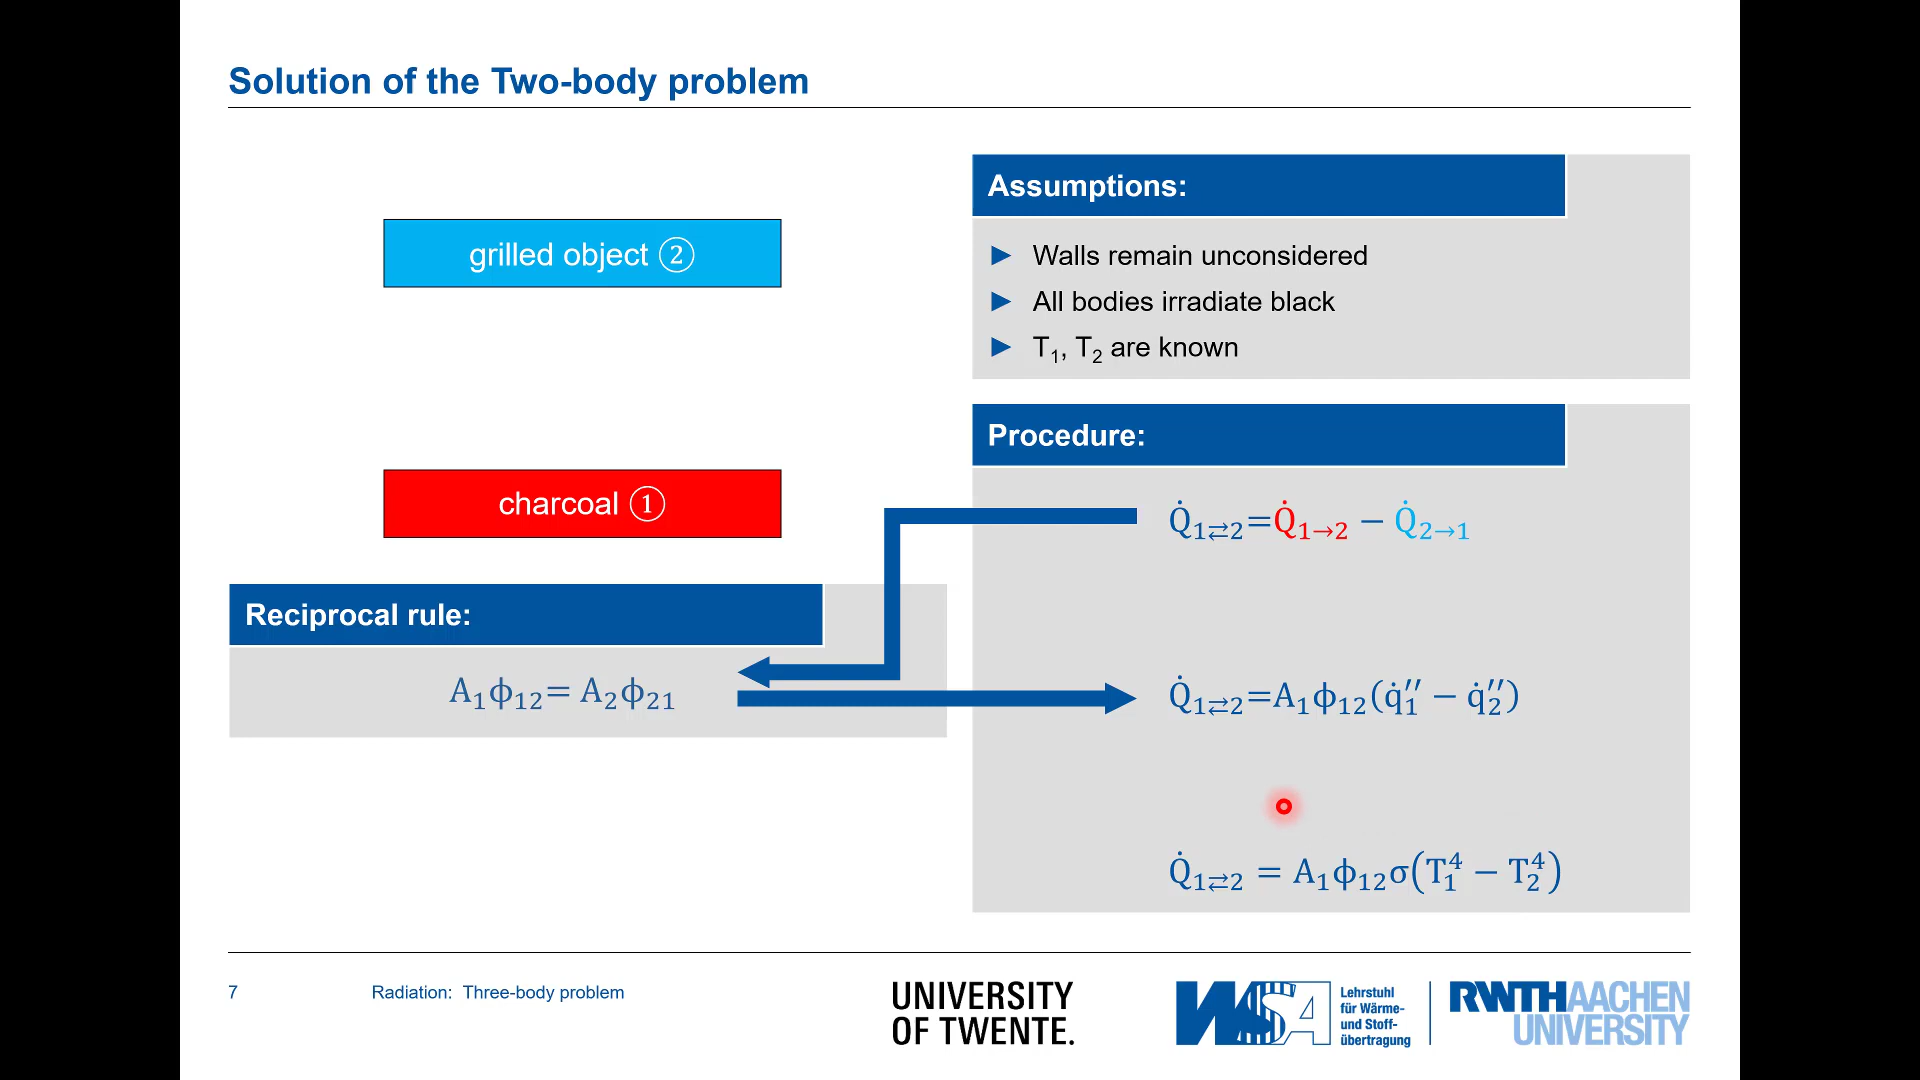 Solution of the Two-body problem
grilled object ②
charcoal ①
Reciprocal rule:
A₁ϕ₁₂= A₂ϕ₂₁
Assumptions:
► Walls remain unconsidered
► All bodies irradiate black
► T₁, T₂ are known
Procedure:
Q̇₁⇄₂=Q̇₁→₂ − Q̇₂→₁
Q̇₁⇄₂=A₁ϕ₁₂(q̇₁′′ − q̇₂′′)
Q̇₁⇄₂ = A₁ϕ₁₂σ(T₁⁴ − T₂⁴)
7 Radiation: Three-body problem
UNIVERSITY
OF TWENTE.
WSA
Lehrstuhl
für Wärme-
und Stoff-
übertragung
RWTHAACHEN
UNIVERSITY